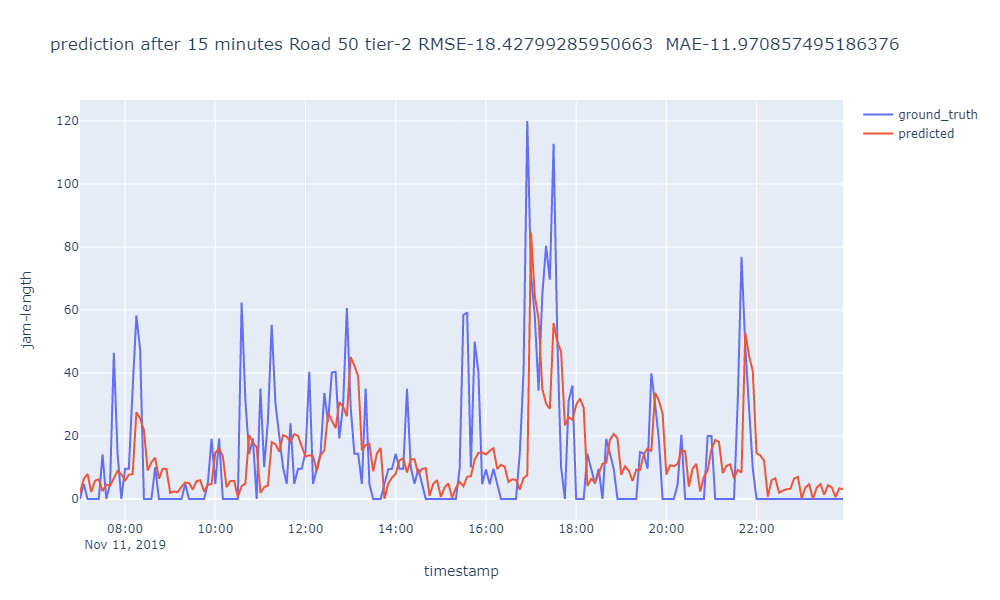 prediction after 15 minutes Road 50 tier-2 RMSE-18.42799285950663  MAE-11.970857495186376
ground_truth
predicted
120
100
80
60
40
20
0
jam-length
08:00 10:00 12:00 14:00 16:00 18:00 20:00 22:00
Nov 11, 2019
timestamp